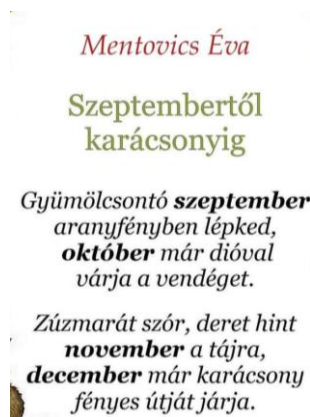 Mentovics Éva
Szeptembertől
karácsonyig
Gyümölcsontó szeptember
aranyfényben lépked,
október már dióval
várja a vendéget.
Zúzmarát szór, deret hint
november a tájra,
december már karácsony
fényes útját járja.